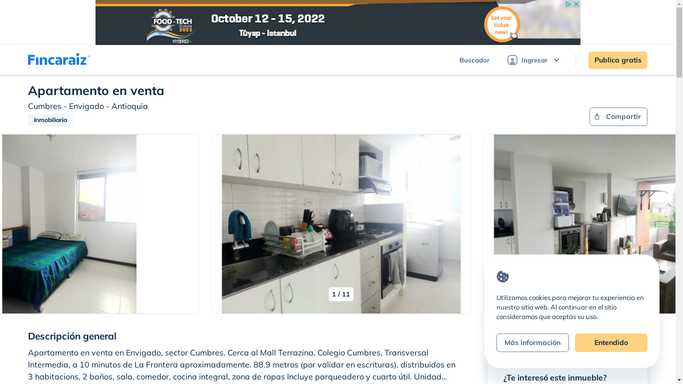 FOOD-TECH
October 12 - 15, 2022
Tüyap - Istanbul
Get your ticket now!
Fincaraiz
Buscador
Ingresar
Publica gratis
Apartamento en venta
Cumbres - Envigado - Antioquia
Inmobiliaria
Compartir
1 / 11
Descripción general
Apartamento en venta en Envigado, sector Cumbres. Cerca al Mall Terrazina, Colegio Cumbres, Transversal
Intermedia, a 10 minutos de La Frontera aproximadamente. 88.9 metros (por validar en escrituras), distribuidos en
3 habitaciones, 2 baños, sala, comedor, cocina integral, zona de ropas Incluye parqueadero y cuarto útil. Unidad...
Utilizamos cookies para mejorar tu experiencia en
nuestro sitio web. Al continuar en el sitio
consideramos que aceptas su uso.
Más información
Entendido
¿Te interesó este inmueble?